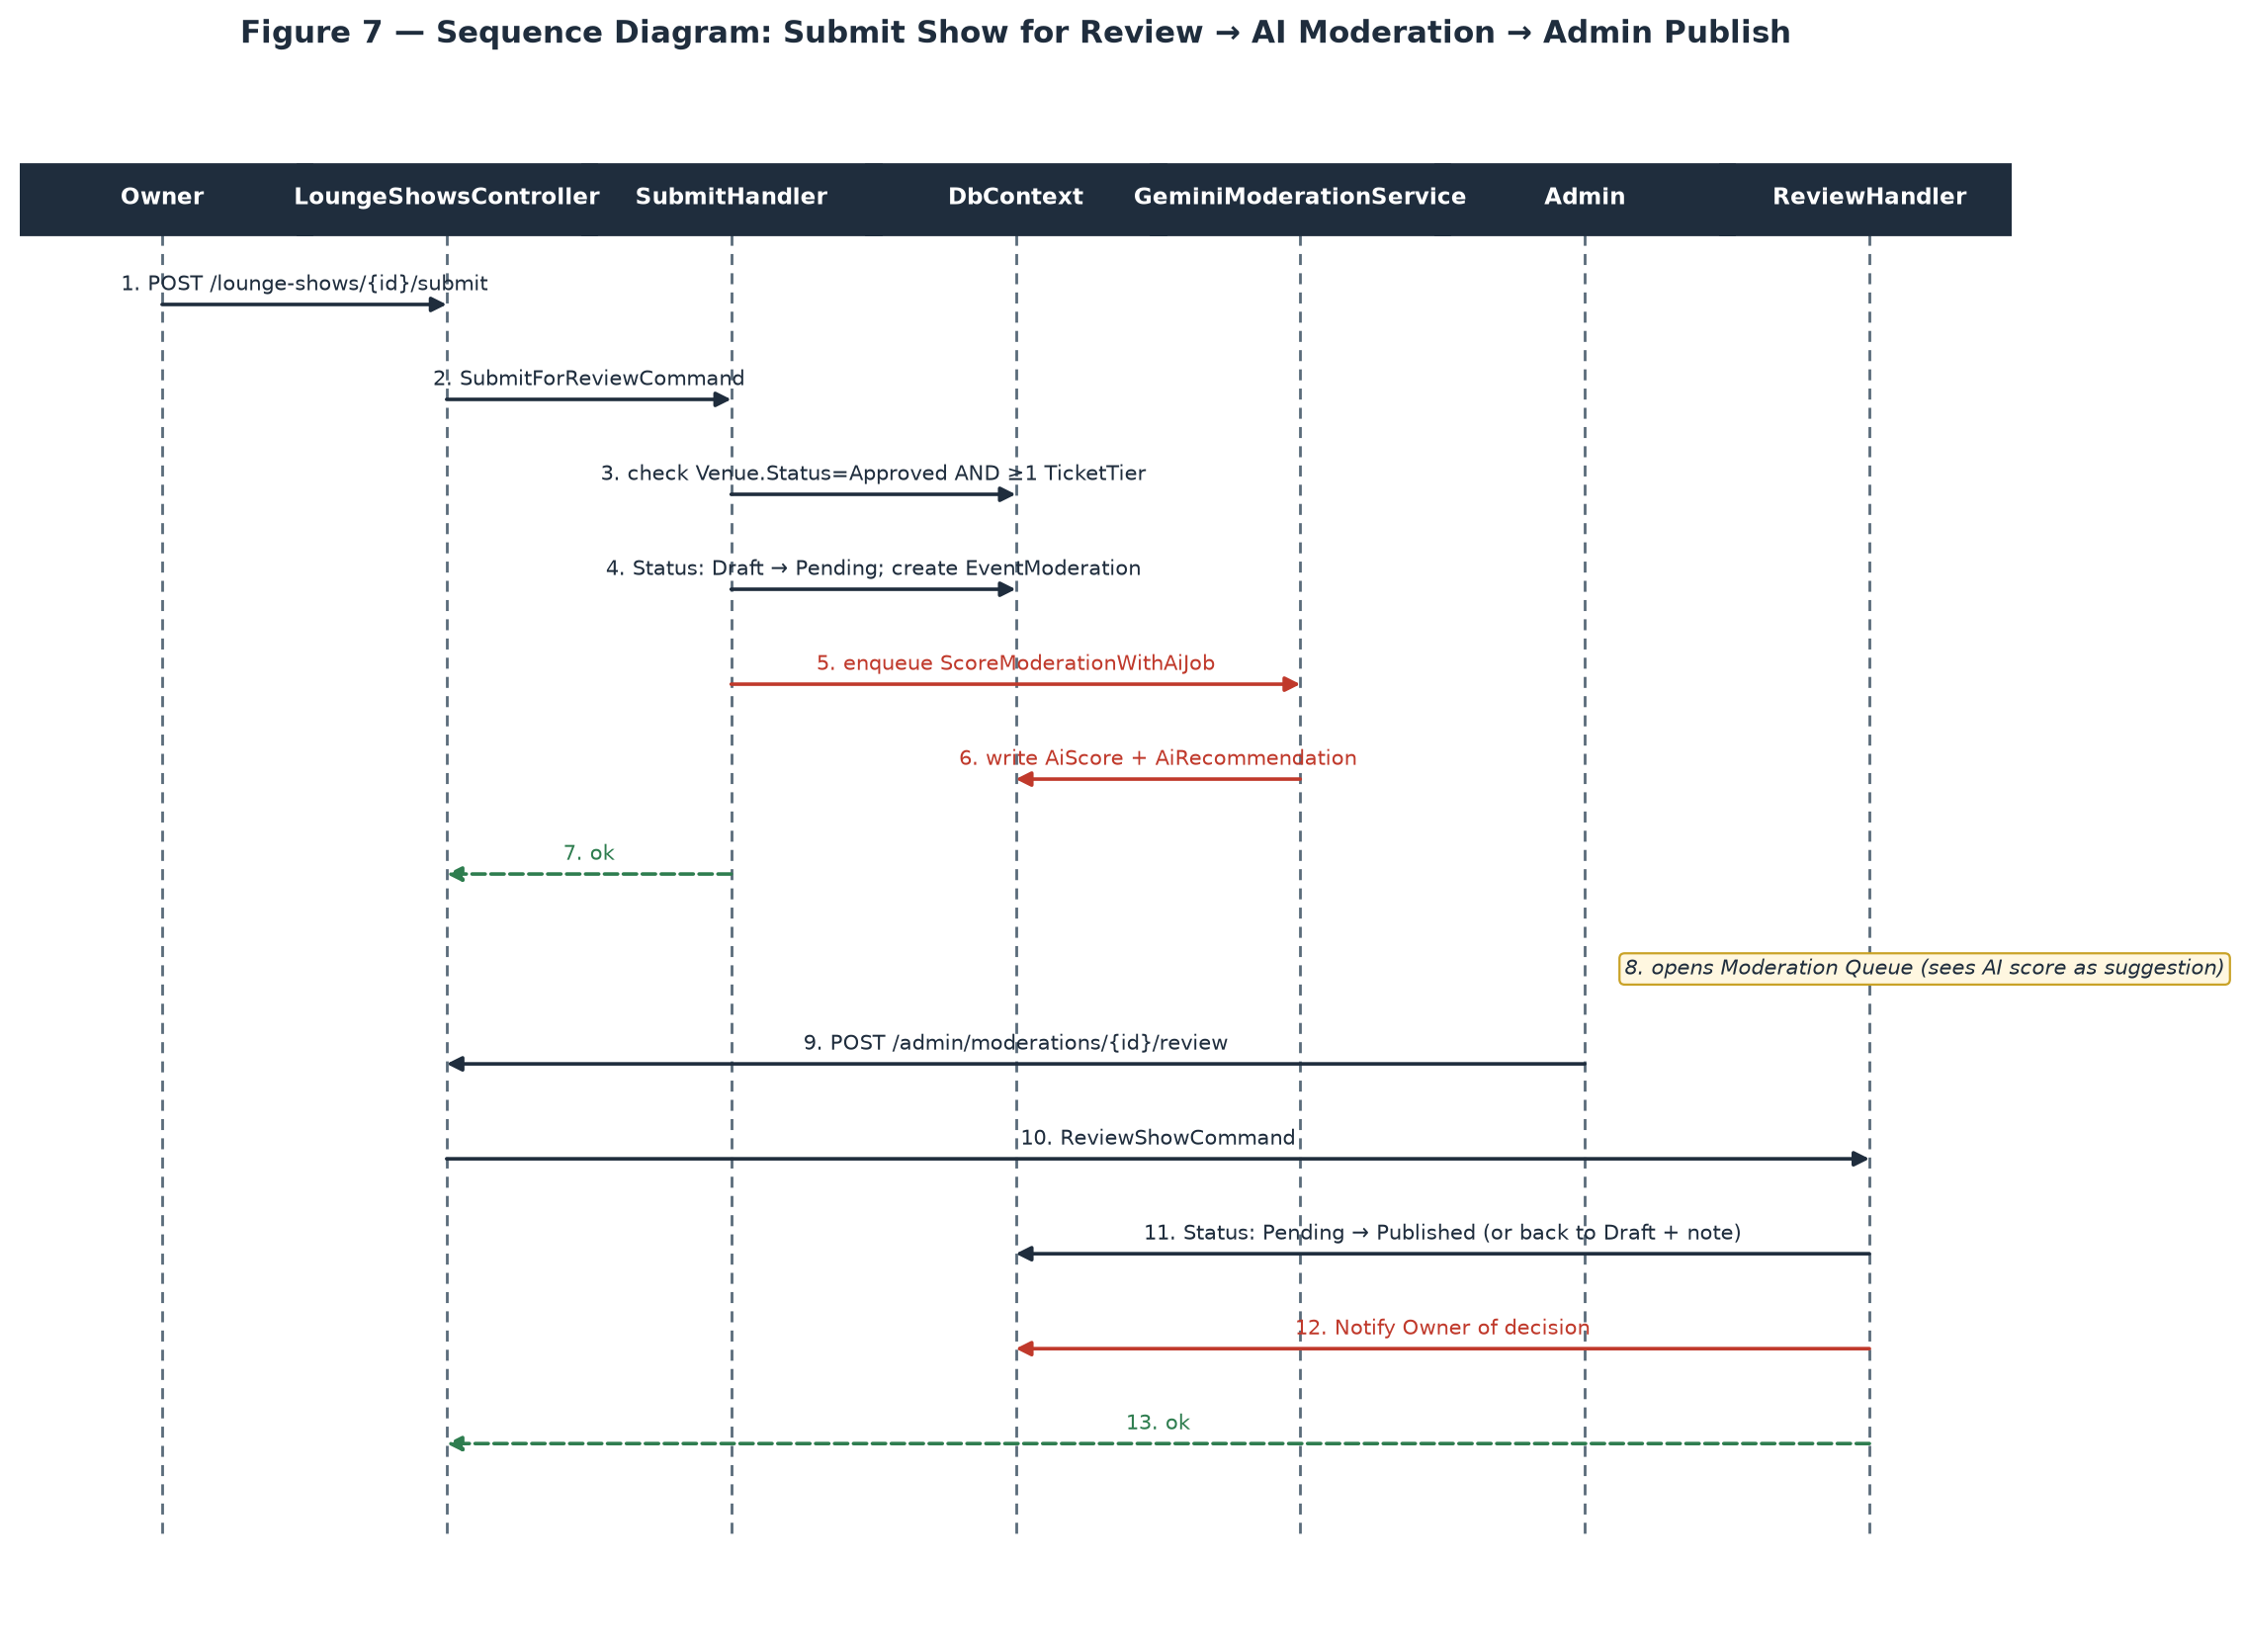 Figure 7 — Sequence Diagram: Submit Show for Review → AI Moderation → Admin Publish
Owner LoungeShowsController SubmitHandler DbContext GeminiModerationService Admin ReviewHandler
1. POST /lounge-shows/{id}/submit
2. SubmitForReviewCommand
3. check Venue.Status=Approved AND ≥1 TicketTier
4. Status: Draft → Pending; create EventModeration
5. enqueue ScoreModerationWithAiJob
6. write AiScore + AiRecommendation
7. ok
8. opens Moderation Queue (sees AI score as suggestion)
9. POST /admin/moderations/{id}/review
10. ReviewShowCommand
11. Status: Pending → Published (or back to Draft + note)
12. Notify Owner of decision
13. ok